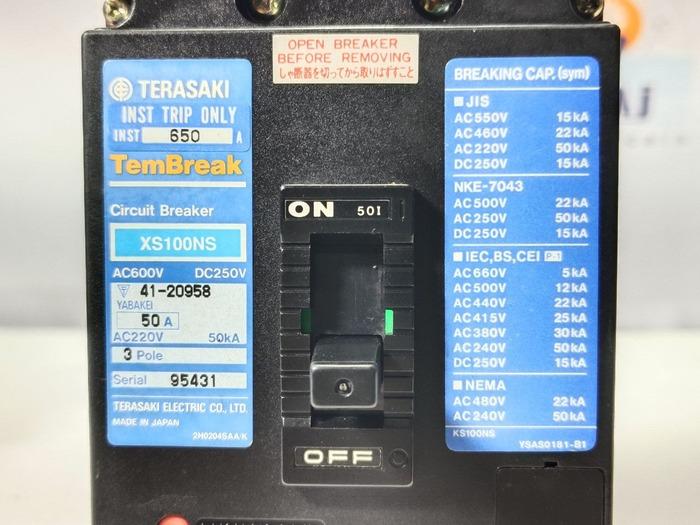 OPEN BREAKER
BEFORE REMOVING
しゃ断器を切ってから取りはずすこと
TERASAKI
INST TRIP ONLY
INST 650 A
TemBreak
Circuit Breaker
XS100NS
AC600V DC250V
41-20958
YABAKEI
50 A
AC220V 50kA
3 Pole
Serial 95431
TERASAKI ELECTRIC CO., LTD.
MADE IN JAPAN
2H0204SAA/K
ON 50I
OFF
BREAKING CAP. (sym)
■JIS
AC550V 15kA
AC460V 22kA
AC220V 50kA
DC250V 15kA
NKE-7043
AC500V 22kA
AC250V 50kA
DC250V 15kA
■IEC,BS,CEI P-1
AC660V 5kA
AC500V 12kA
AC440V 22kA
AC415V 25kA
AC380V 30kA
AC240V 50kA
DC250V 15kA
■NEMA
AC480V 22kA
AC240V 50kA
KS100NS
YSAS0181-B1